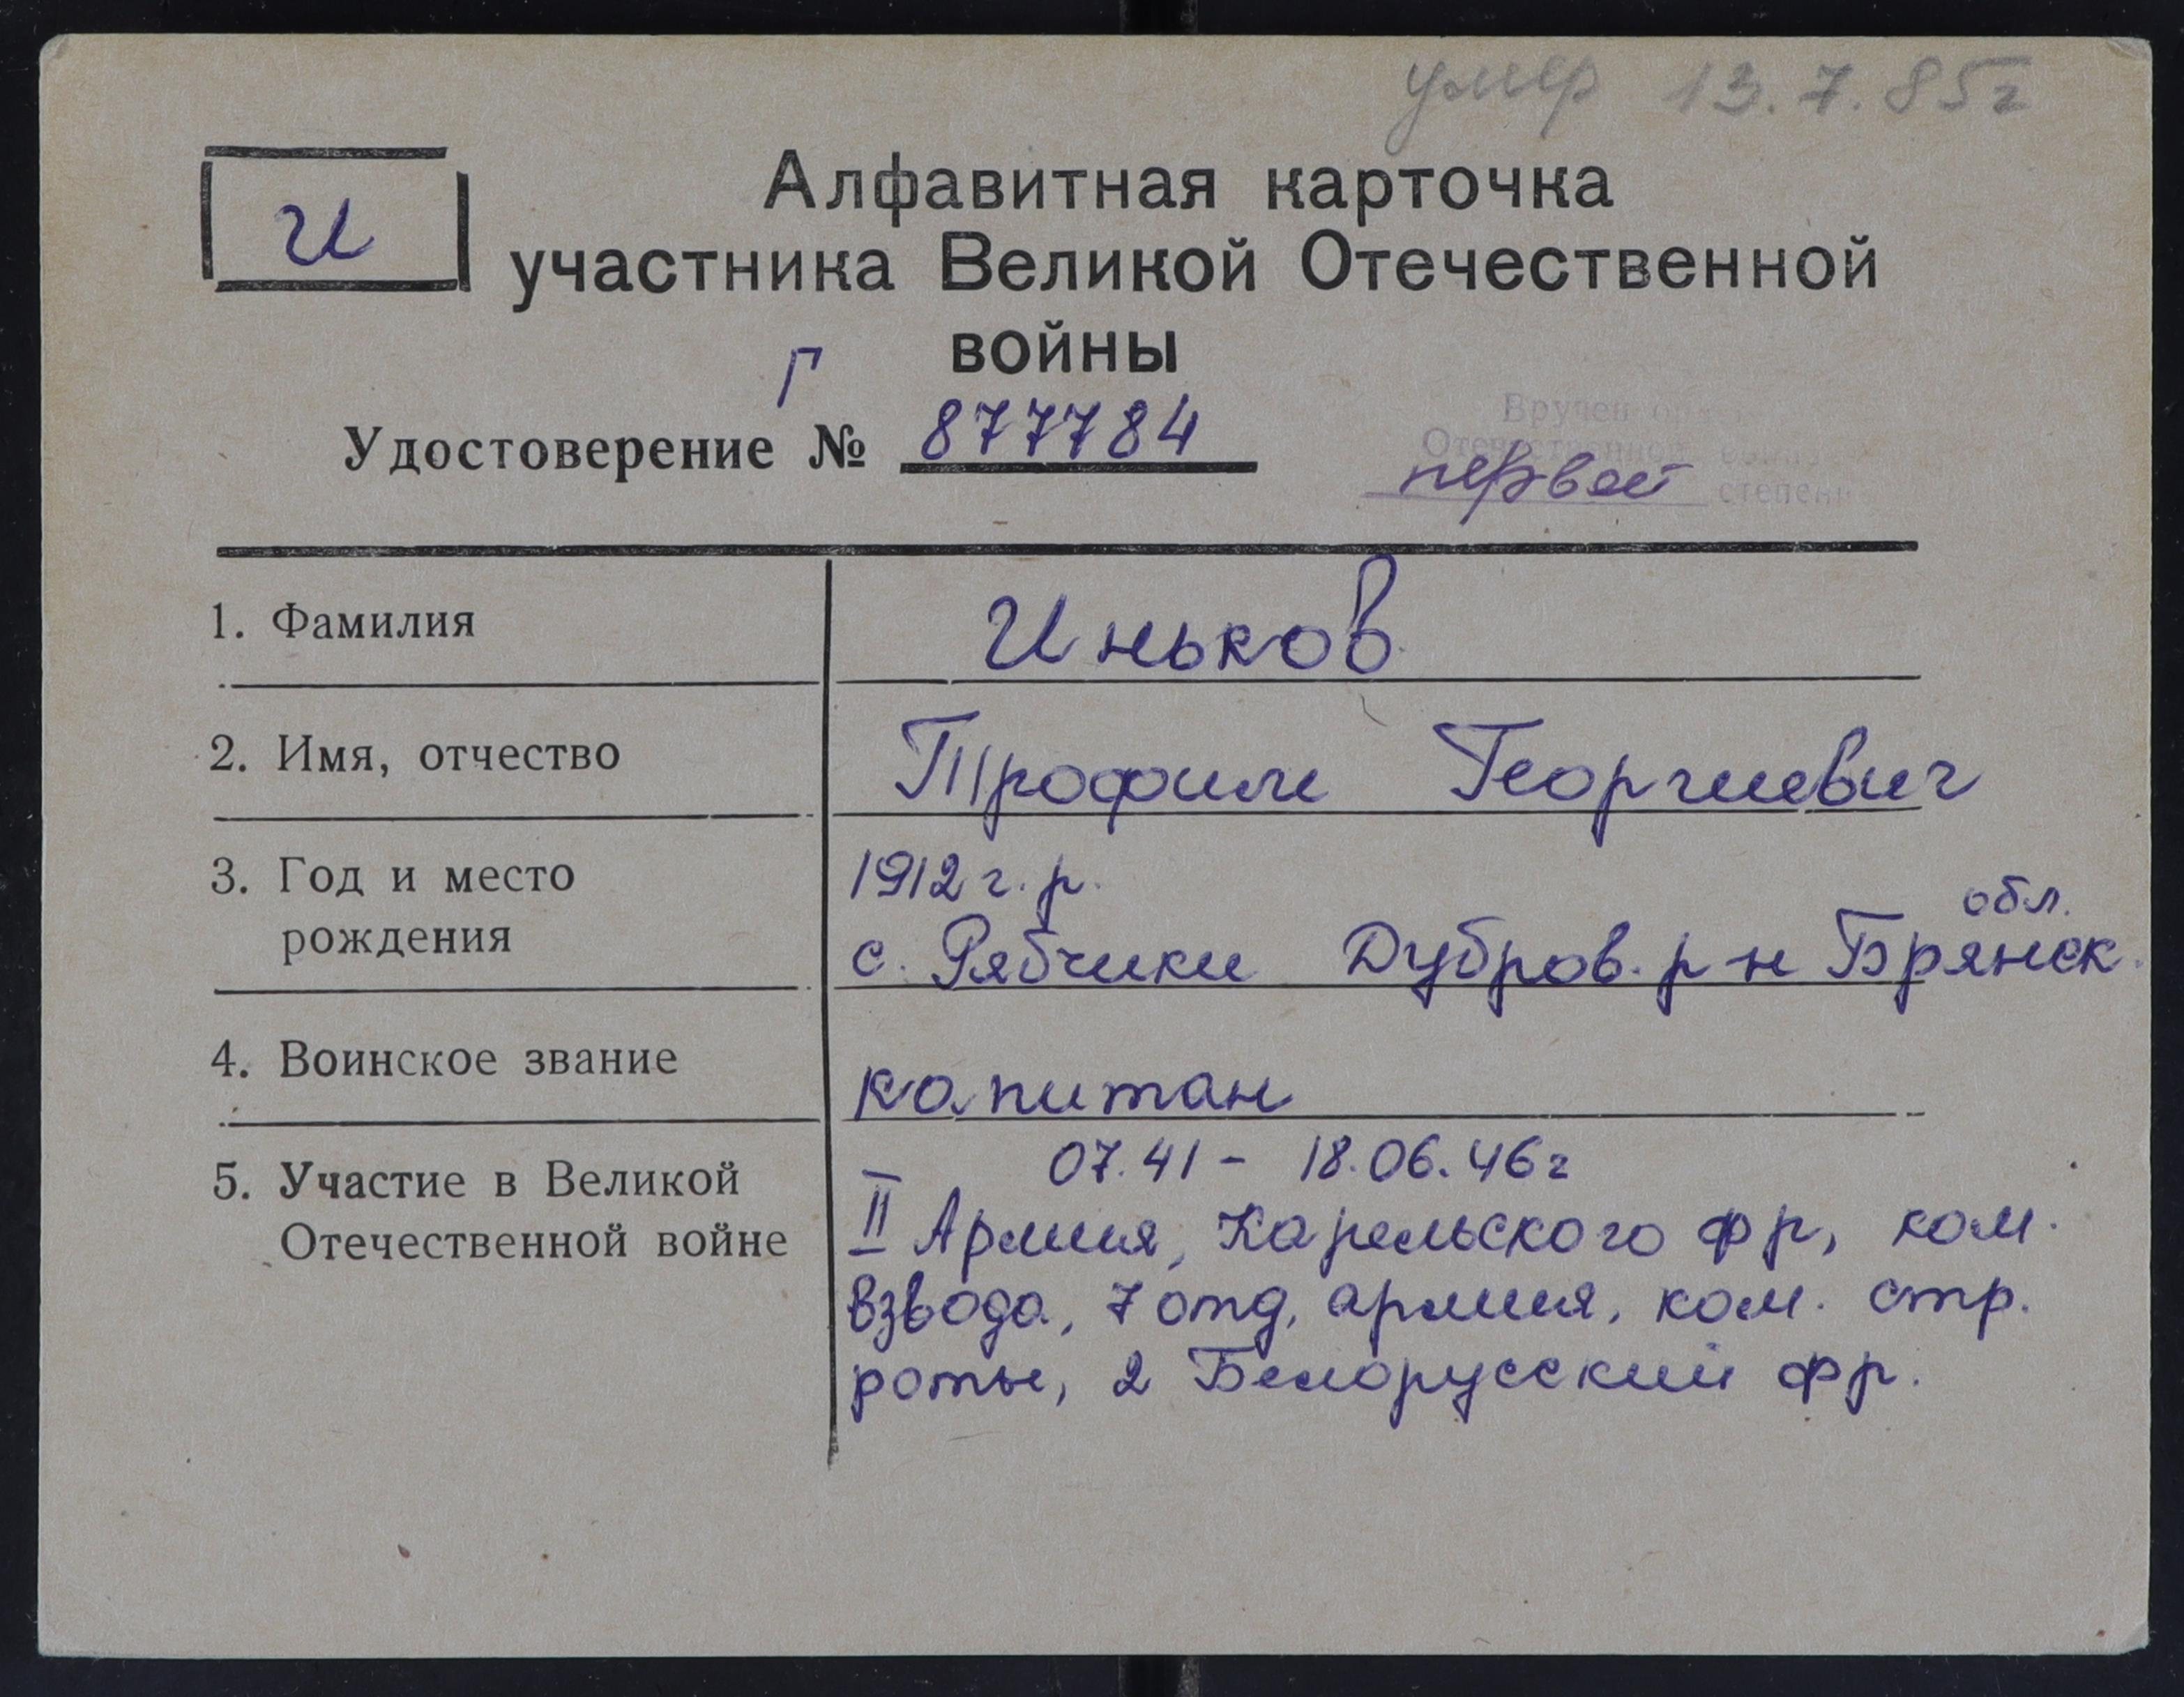 умер 13.7.85г
и
Алфавитная карточка
участника Великой Отечественной
войны
Г
Удостоверение № 877784
Вручен
Отечественной
первой степени
1. Фамилия
Иньков
2. Имя, отчество
Трофим Георгиевич
3. Год и место
рождения
1912 г.р.
обл.
с. Рябчики Дубров. р-н Брянск.
4. Воинское звание
капитан
5. Участие в Великой
Отечественной войне
07.41 - 18.06.46г
II Армия, Карельского фр, ком.
взвода, 7 отд, армия, ком. стр.
роты, 2 Белорусский фр.